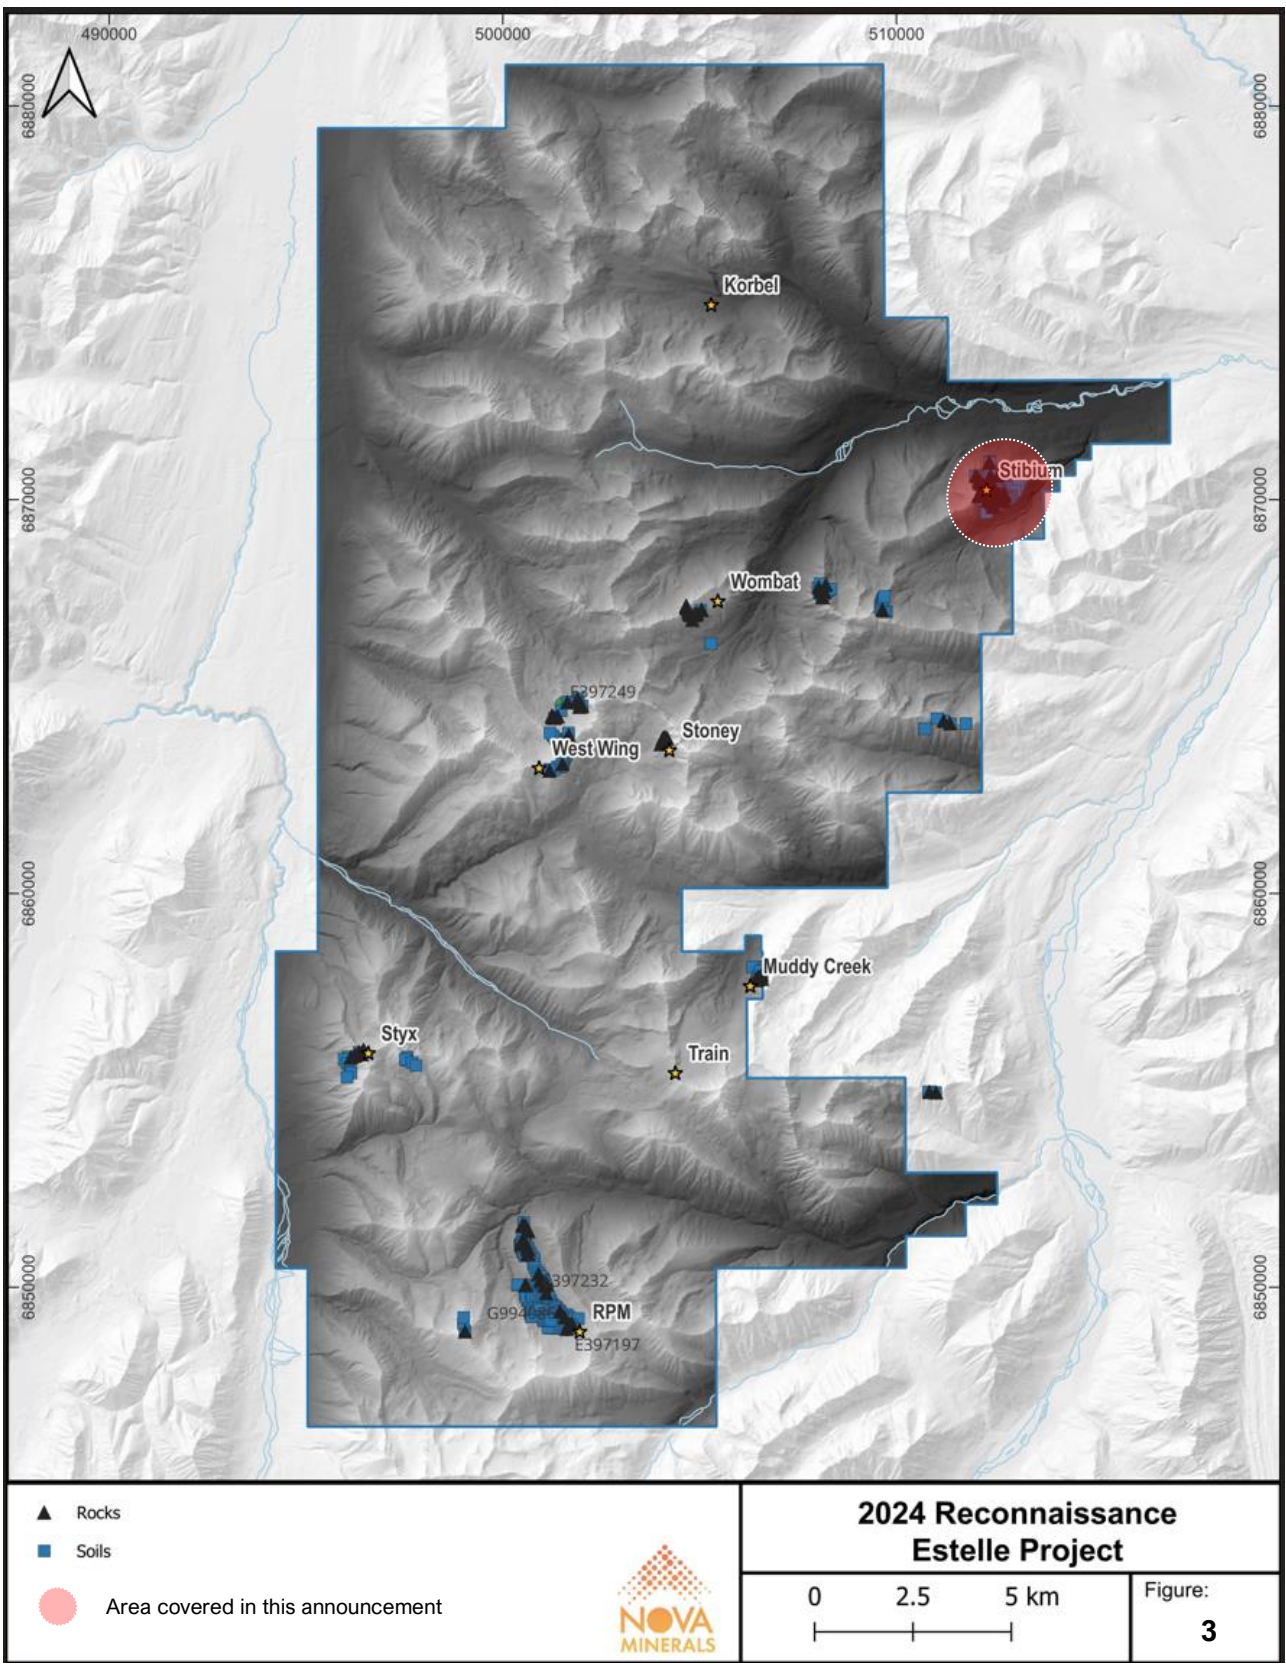 490000
500000
510000
6880000
6880000
Korbel
Stibium
6870000
6870000
Wombat
E397249
Stoney
West Wing
6860000
6860000
Muddy Creek
Styx
Train
397232
RPM
E397197
6850000
6850000
Rocks
Soils
Area covered in this announcement
NOVA
MINERALS
2024 Reconnaissance
Estelle Project
0 2.5 5 km
Figure:
3